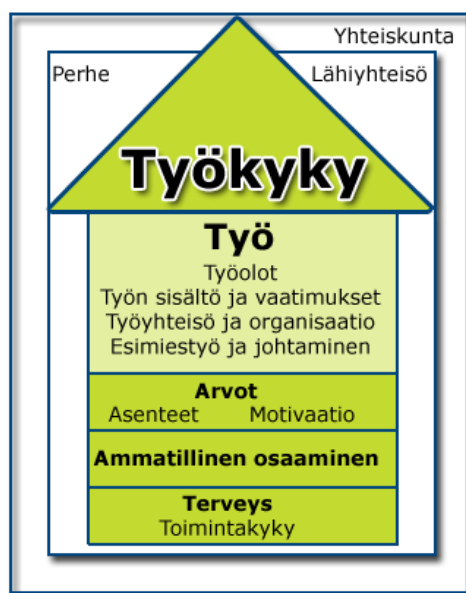 Yhteiskunta
Perhe Lähiyhteisö
Työkyky
Työ
Työolot
Työn sisältö ja vaatimukset
Työyhteisö ja organisaatio
Esimiestyö ja johtaminen
Arvot
Asenteet Motivaatio
Ammatillinen osaaminen
Terveys
Toimintakyky